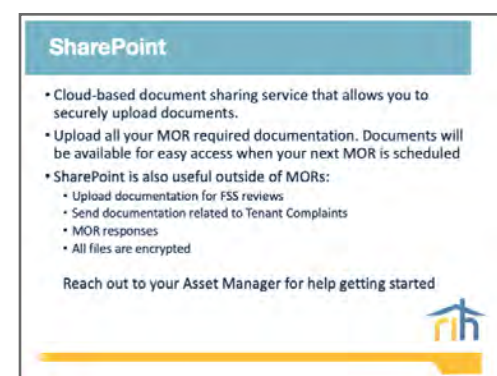 SharePoint
• Cloud-based document sharing service that allows you to
securely upload documents.
• Upload all your MOR required documentation. Documents will
be available for easy access when your next MOR is scheduled
• SharePoint is also useful outside of MORs:
• Upload documentation for FSS reviews
• Send documentation related to Tenant Complaints
• MOR responses
• All files are encrypted
Reach out to your Asset Manager for help getting started
rih